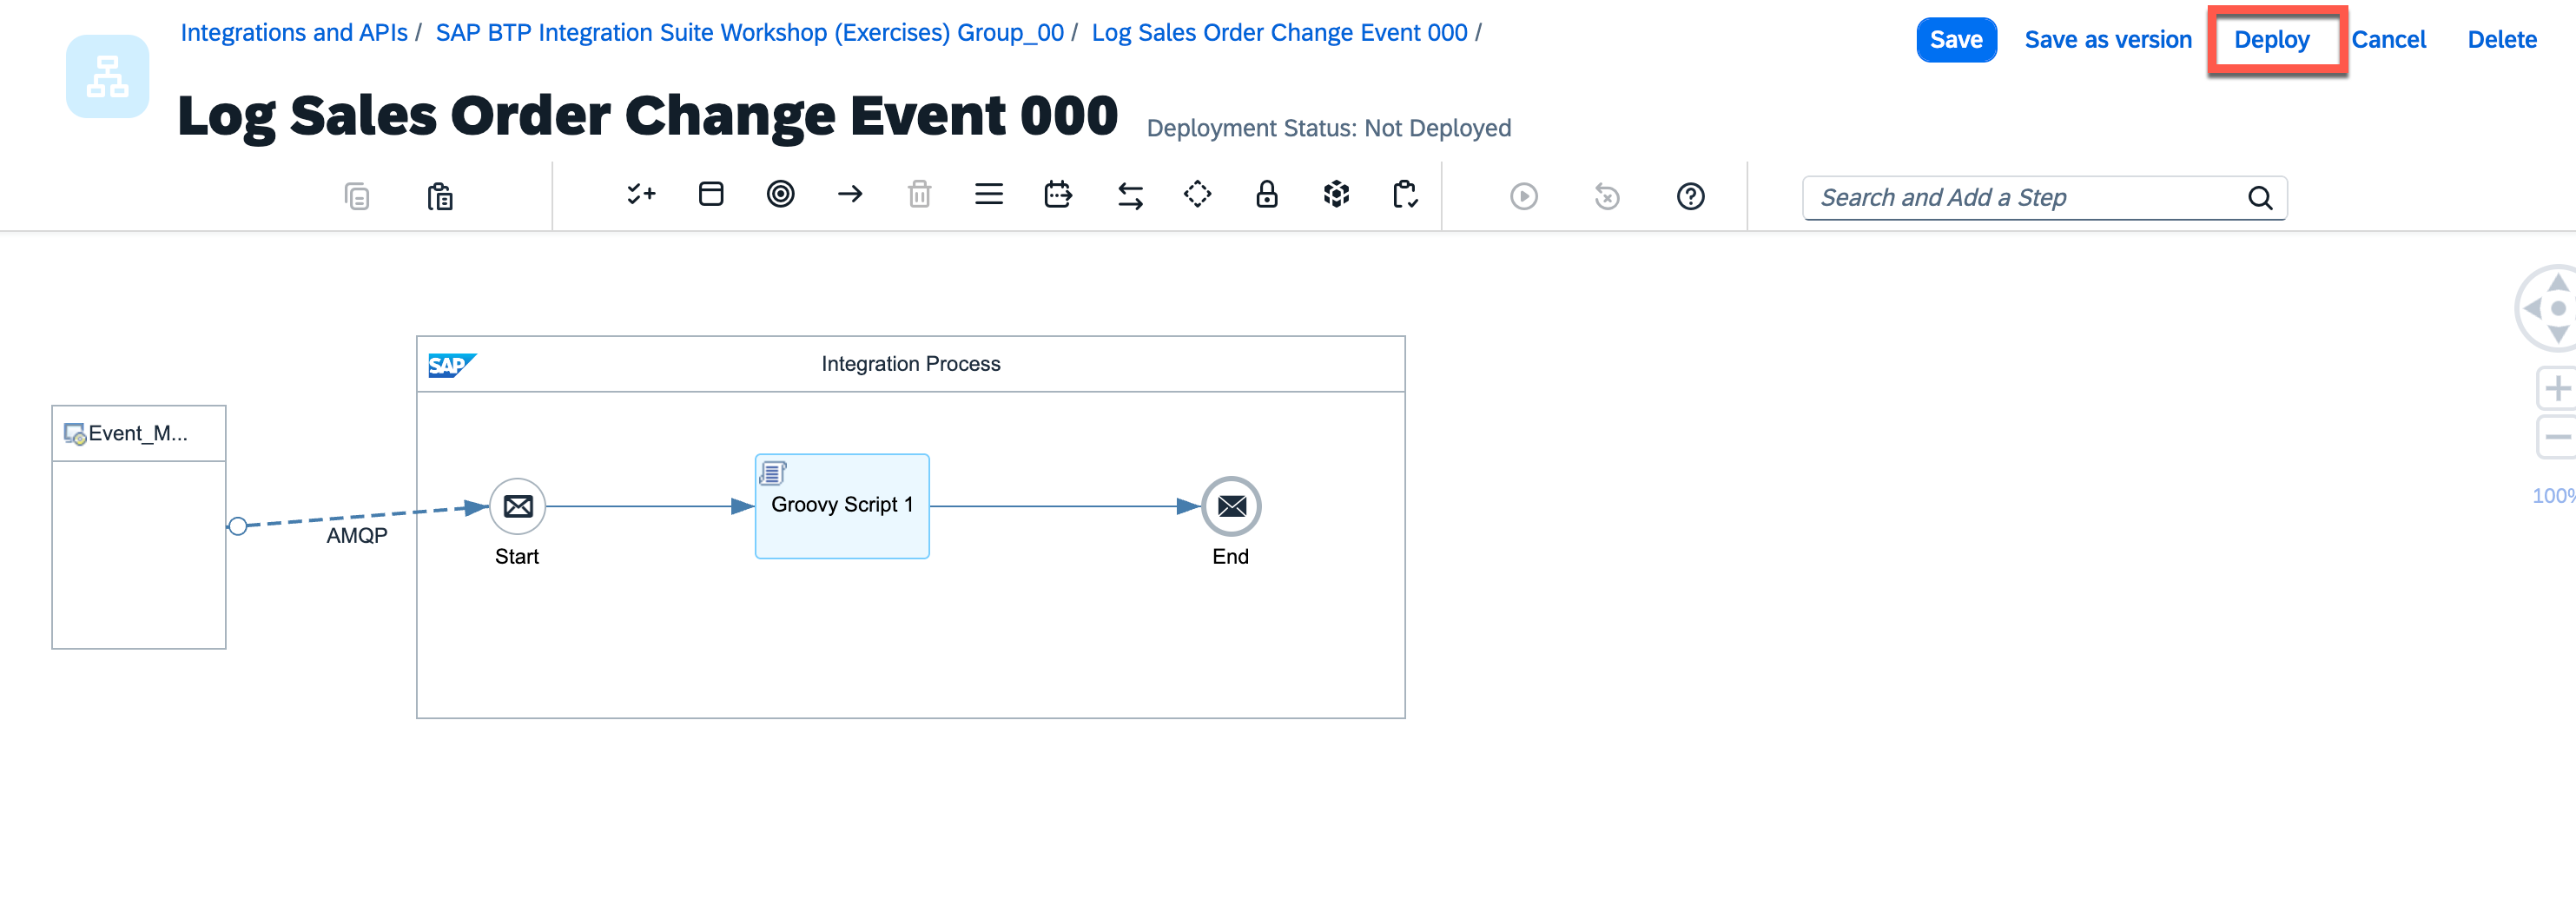 Integrations and APIs / SAP BTP Integration Suite Workshop (Exercises) Group_00 / Log Sales Order Change Event 000 /
Save Save as version Deploy Cancel Delete
Log Sales Order Change Event 000 Deployment Status: Not Deployed
Search and Add a Step
SAP Integration Process
Event_M...
Groovy Script 1
AMQP
Start
End
100%